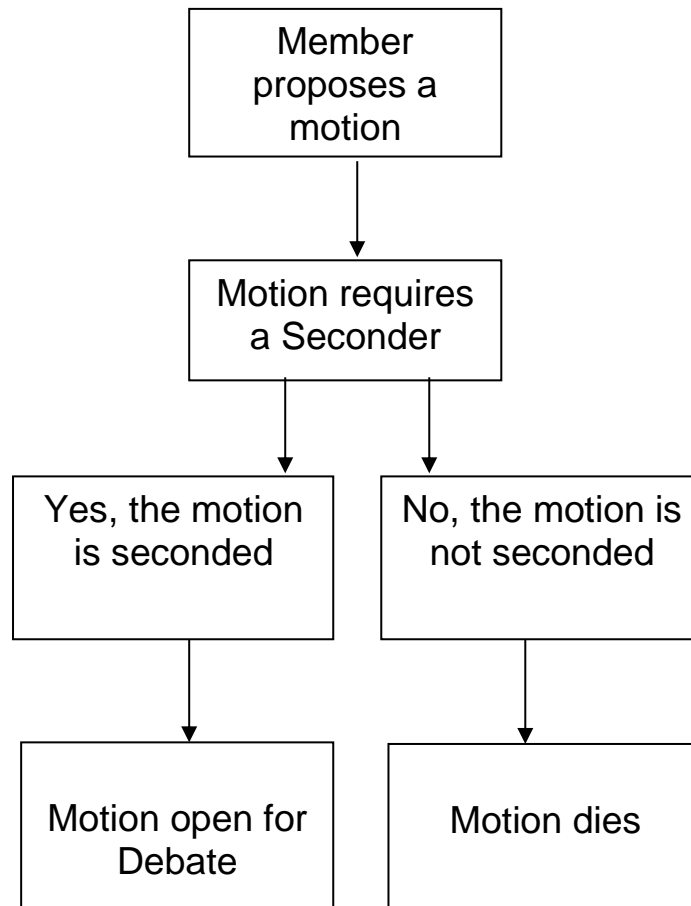 Member
proposes a
motion
Motion requires
a Seconder
Yes, the motion
is seconded
No, the motion is
not seconded
Motion open for
Debate
Motion dies